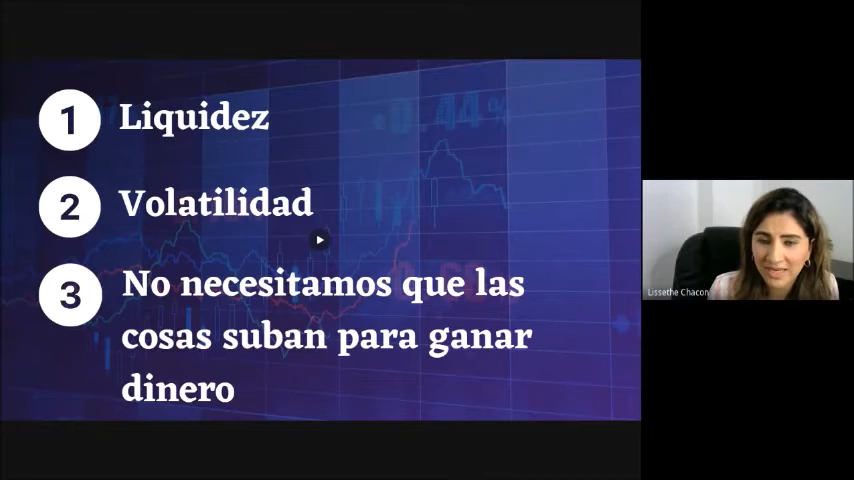 1 Liquidez
2 Volatilidad
3 No necesitamos que las
cosas suban para ganar
dinero
Lissethe Chacon